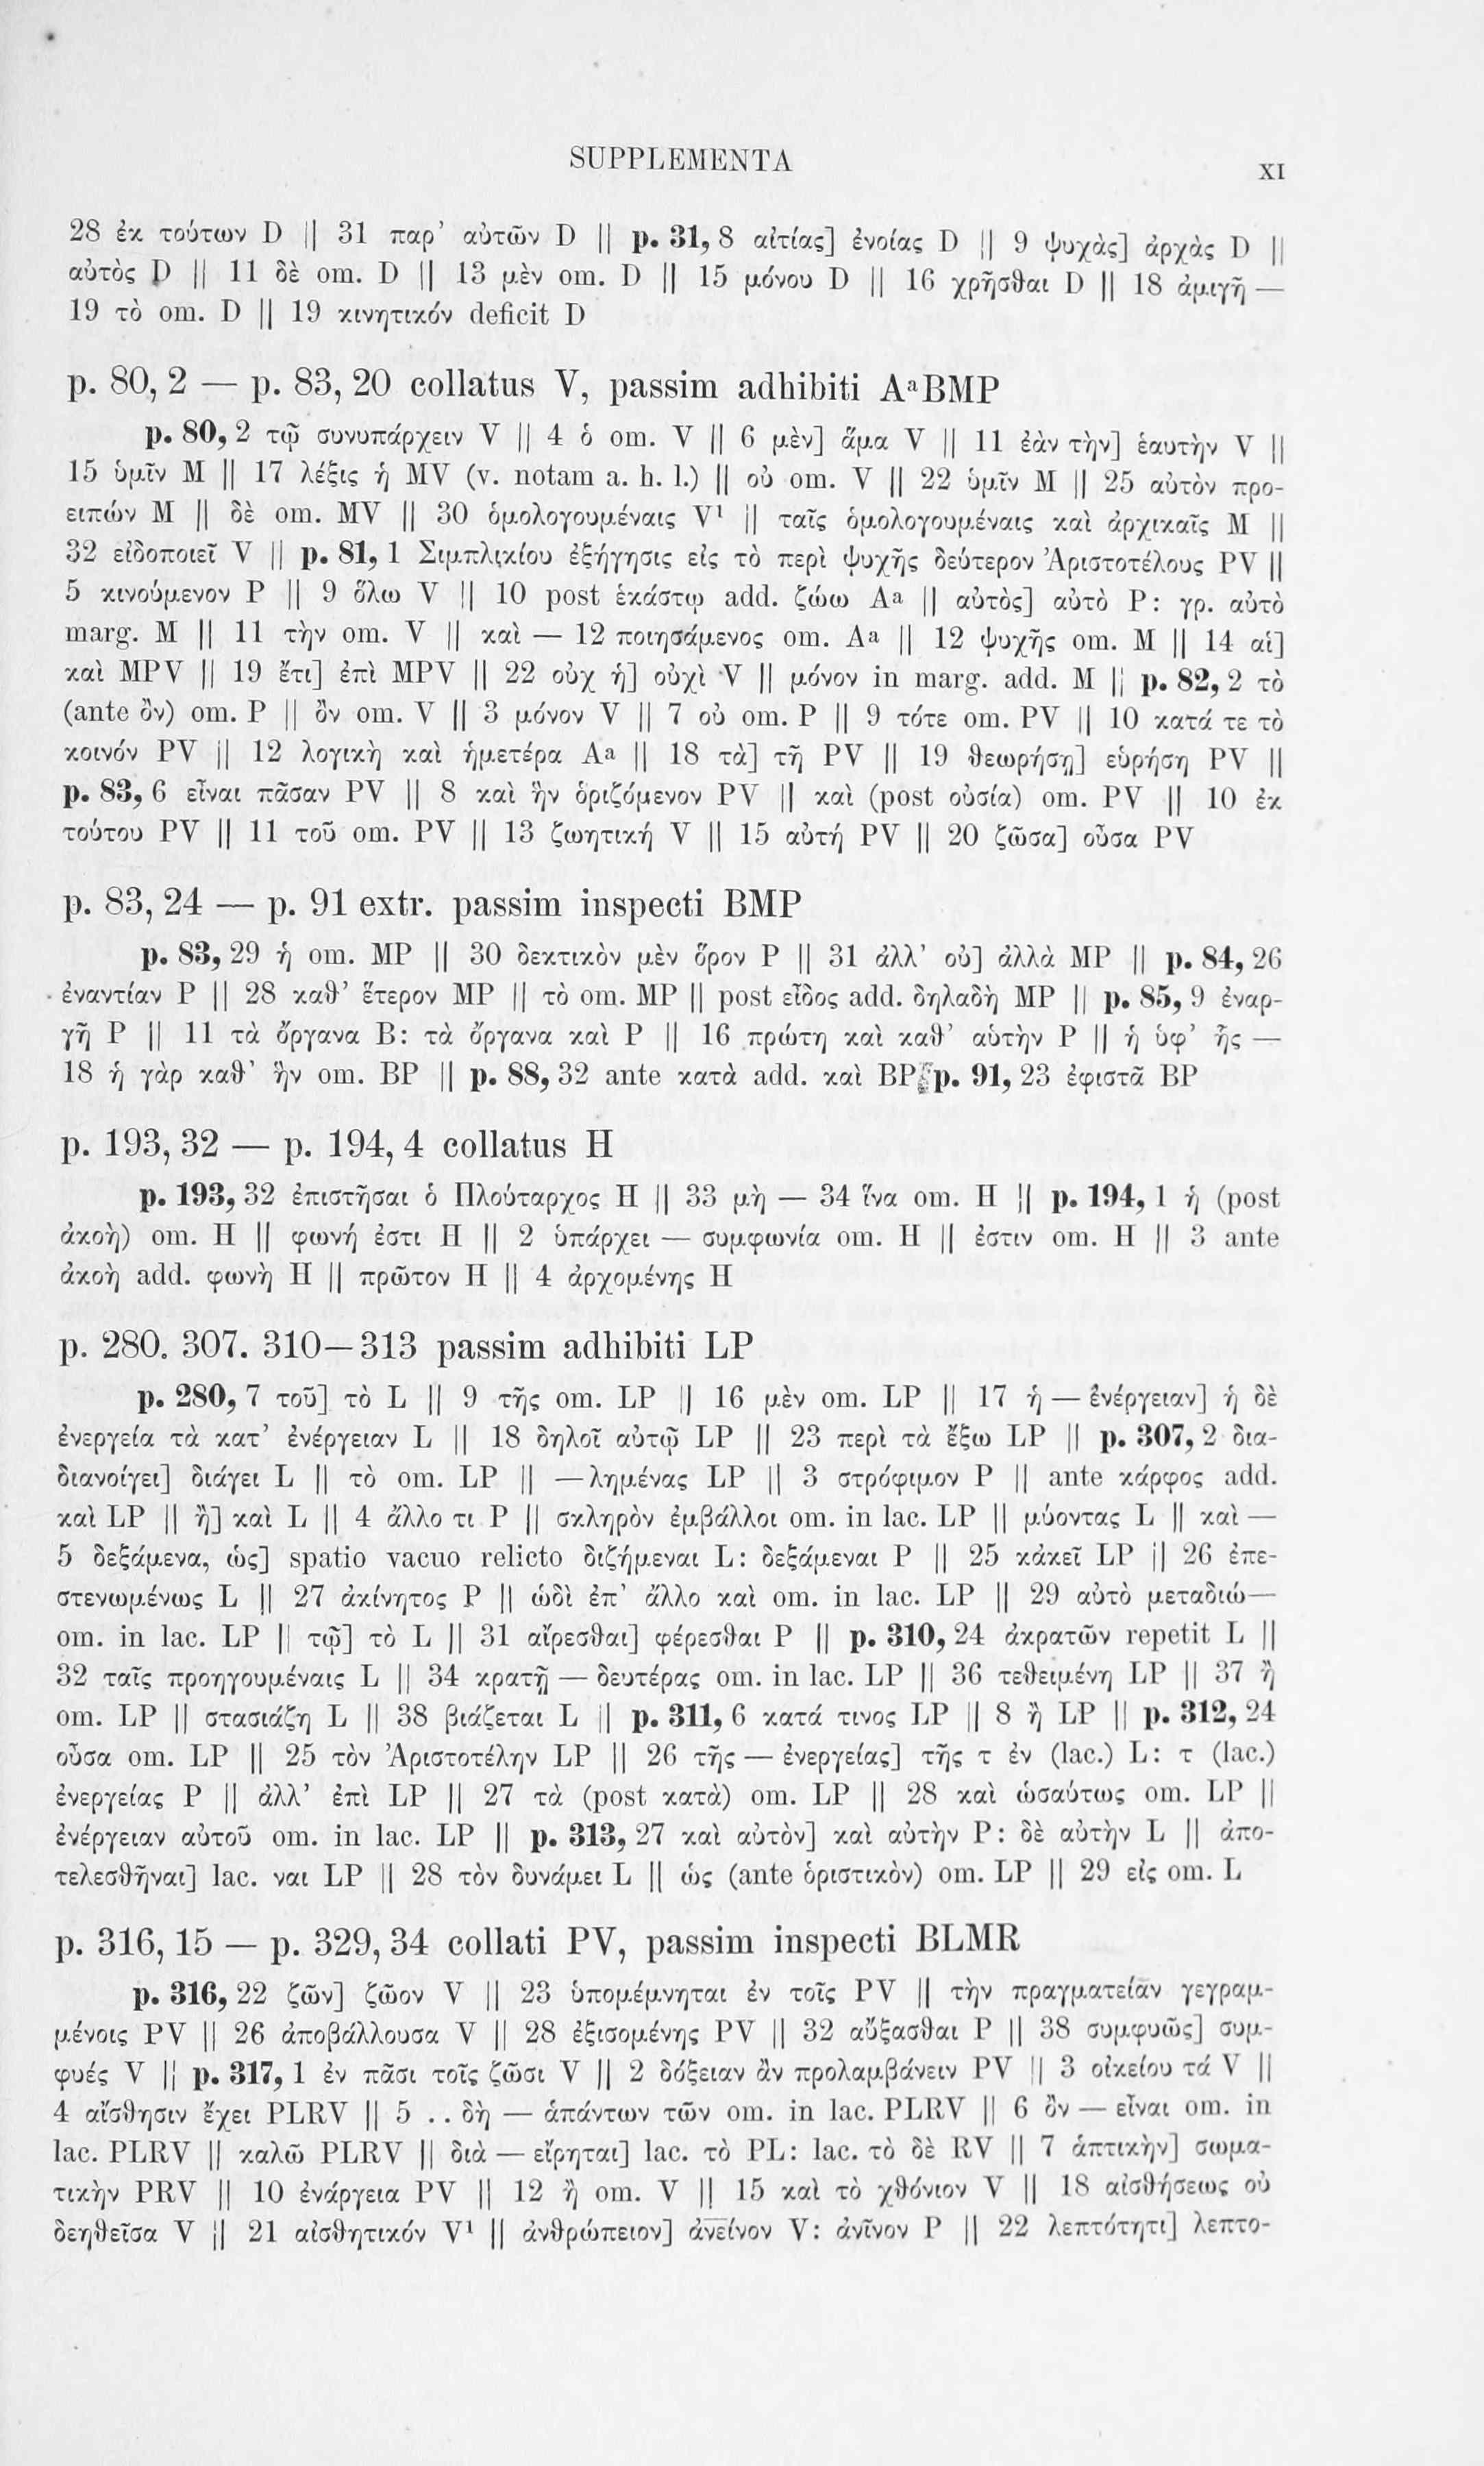 SUPPLEMENTA
XI
28 ἐκ τούτων D || 31 παρ’ αὐτῶν D || p. 31, 8 αἰτίας] ἐνοίας D || 9 ψυχὰς] ἀρχὰς D ||
αὐτὸς D || 11 δὲ om. D || 13 μὲν om. D || 15 μόνου D || 16 χρῆσθαι D || 18 ἀμιγῆ —
19 τὸ om. D || 19 κινητικόν deficit D
p. 80, 2 — p. 83, 20 collatus V, passim adhibiti AᵃBMP
p. 80, 2 τῷ συνυπάρχειν V || 4 ὁ om. V || 6 μὲν] ἅμα V || 11 ἐὰν τὴν] ἑαυτὴν V ||
15 ὑμῖν M || 17 λέξις ἡ MV (v. notam a. h. l.) || οὐ om. V || 22 ὑμῖν M || 25 αὐτὸν προ-
ειπών M || δὲ om. MV || 30 ὁμολογουμέναις V¹ || ταῖς ὁμολογουμέναις καὶ ἀρχικαῖς M ||
32 εἰδοποιεῖ V || p. 81, 1 Σιμπλικίου ἐξήγησις εἰς τὸ περὶ ψυχῆς δεύτερον Ἀριστοτέλους PV ||
5 κινούμενον P || 9 ὅλω V || 10 post ἑκάστῳ add. ζώω Aᵃ || αὐτὸς] αὐτὸ P: γρ. αὐτὸ
marg. M || 11 τὴν om. V || καὶ — 12 ποιησάμενος om. Aᵃ || 12 ψυχῆς om. M || 14 αἱ]
καὶ MPV || 19 ἔτι] ἐπὶ MPV || 22 οὐχ ἡ] οὐχὶ V || μόνον in marg. add. M || p. 82, 2 τὸ
(ante ὂν) om. P || ὂν om. V || 3 μόνον V || 7 οὐ om. P || 9 τότε om. PV || 10 κατά τε τὸ
κοινόν PV || 12 λογικὴ καὶ ἡμετέρα Aᵃ || 18 τὰ] τῆ PV || 19 θεωρήσῃ] εὑρήση PV ||
p. 83, 6 εἶναι πᾶσαν PV || 8 καὶ ἣν ὁριζόμενον PV || καὶ (post οὐσία) om. PV || 10 ἐκ
τούτου PV || 11 τοῦ om. PV || 13 ζωητική V || 15 αὐτή PV || 20 ζῶσα] οὖσα PV
p. 83, 24 — p. 91 extr. passim inspecti BMP
p. 83, 29 ἡ om. MP || 30 δεκτικὸν μὲν ὅρον P || 31 ἀλλ’ οὐ] ἀλλὰ MP || p. 84, 26
ἐναντίαν P || 28 καθ’ ἕτερον MP || τὸ om. MP || post εἶδος add. δηλαδὴ MP || p. 85, 9 ἐναρ-
γῆ P || 11 τὰ ὄργανα B: τὰ ὄργανα καὶ P || 16 πρώτη καὶ καθ’ αὑτὴν P || ἡ ὑφ’ ἧς —
18 ἡ γὰρ καθ’ ἣν om. BP || p. 88, 32 ante κατὰ add. καὶ BP p. 91, 23 ἐφιστᾶ BP
p. 193, 32 — p. 194, 4 collatus H
p. 193, 32 ἐπιστῆσαι ὁ Πλούταρχος H || 33 μὴ — 34 ἵνα om. H || p. 194, 1 ἡ (post
ἀκοὴ) om. H || φωνή ἐστι H || 2 ὑπάρχει — συμφωνία om. H || ἐστιν om. H || 3 ante
ἀκοὴ add. φωνὴ H || πρῶτον H || 4 ἀρχομένης H
p. 280. 307. 310—313 passim adhibiti LP
p. 280, 7 τοῦ] τὸ L || 9 τῆς om. LP || 16 μὲν om. LP || 17 ἡ — ἐνέργειαν] ἡ δὲ
ἐνεργεία τὰ κατ’ ἐνέργειαν L || 18 δηλοῖ αὐτῷ LP || 23 περὶ τὰ ἔξω LP || p. 307, 2 δια-
διανοίγει] διάγει L || τὸ om. LP || —λημένας LP || 3 στρόφιμον P || ante κάρφος add.
καὶ LP || ἢ] καὶ L || 4 ἄλλο τι P || σκληρὸν ἐμβάλλοι om. in lac. LP || μύοντας L || καὶ —
5 δεξάμενα, ὡς] spatio vacuo relicto διζήμεναι L: δεξάμεναι P || 25 κἀκεῖ LP || 26 ἐπε-
στενωμένως L || 27 ἀκίνητος P || ὡδὶ ἐπ’ ἄλλο καὶ om. in lac. LP || 29 αὐτὸ μεταδιώ—
om. in lac. LP || τῷ] τὸ L || 31 αἴρεσθαι] φέρεσθαι P || p. 310, 24 ἀκρατῶν repetit L ||
32 ταῖς προηγουμέναις L || 34 κρατῇ — δευτέρας om. in lac. LP || 36 τεθειμένη LP || 37 ἢ
om. LP || στασιάζη L || 38 βιάζεται L || p. 311, 6 κατά τινος LP || 8 ἢ LP || p. 312, 24
οὖσα om. LP || 25 τὸν Ἀριστοτέλην LP || 26 τῆς — ἐνεργείας] τῆς τ ἐν (lac.) L: τ (lac.)
ἐνεργείας P || ἀλλ’ ἐπὶ LP || 27 τὰ (post κατὰ) om. LP || 28 καὶ ὡσαύτως om. LP ||
ἐνέργειαν αὐτοῦ om. in lac. LP || p. 313, 27 καὶ αὐτὸν] καὶ αὐτὴν P: δὲ αὐτὴν L || ἀπο-
τελεσθῆναι] lac. ναι LP || 28 τὸν δυνάμει L || ὡς (ante ὁριστικὸν) om. LP || 29 εἰς om. L
p. 316, 15 — p. 329, 34 collati PV, passim inspecti BLMR
p. 316, 22 ζῶν] ζῶον V || 23 ὑπομέμνηται ἐν τοῖς PV || τὴν πραγματείαν γεγραμ-
μένοις PV || 26 ἀποβάλλουσα V || 28 ἐξισομένης PV || 32 αὔξασθαι P || 38 συμφυῶς] συμ-
φυές V || p. 317, 1 ἐν πᾶσι τοῖς ζῶσι V || 2 δόξειαν ἂν προλαμβάνειν PV || 3 οἰκείου τά V ||
4 αἴσθησιν ἔχει PLRV || 5 .. δὴ — ἁπάντων τῶν om. in lac. PLRV || 6 ὂν — εἶναι om. in
lac. PLRV || καλῶ PLRV || διὰ — εἴρηται] lac. τὸ PL: lac. τὸ δὲ RV || 7 ἁπτικὴν] σωμα-
τικὴν PRV || 10 ἐνάργεια PV || 12 ἢ om. V || 15 καὶ τὸ χθόνιον V || 18 αἰσθήσεως οὐ
δεηθεῖσα V || 21 αἰσθητικόν V¹ || ἀνθρώπειον] ἀνείνον V: ἀνῖνον P || 22 λεπτότητι] λεπτο-